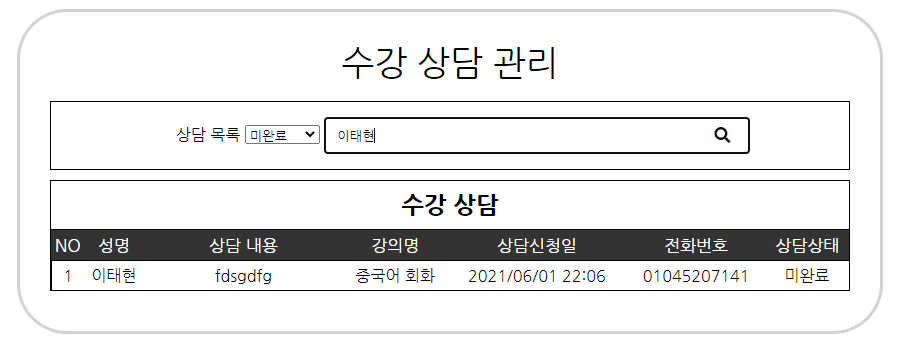 수강 상담 관리
상담 목록 미완료 이태현
수강 상담
NO 성명 상담 내용 강의명 상담신청일 전화번호 상담상태
1 이태현 fdsgdfg 중국어 회화 2021/06/01 22:06 01045207141 미완료